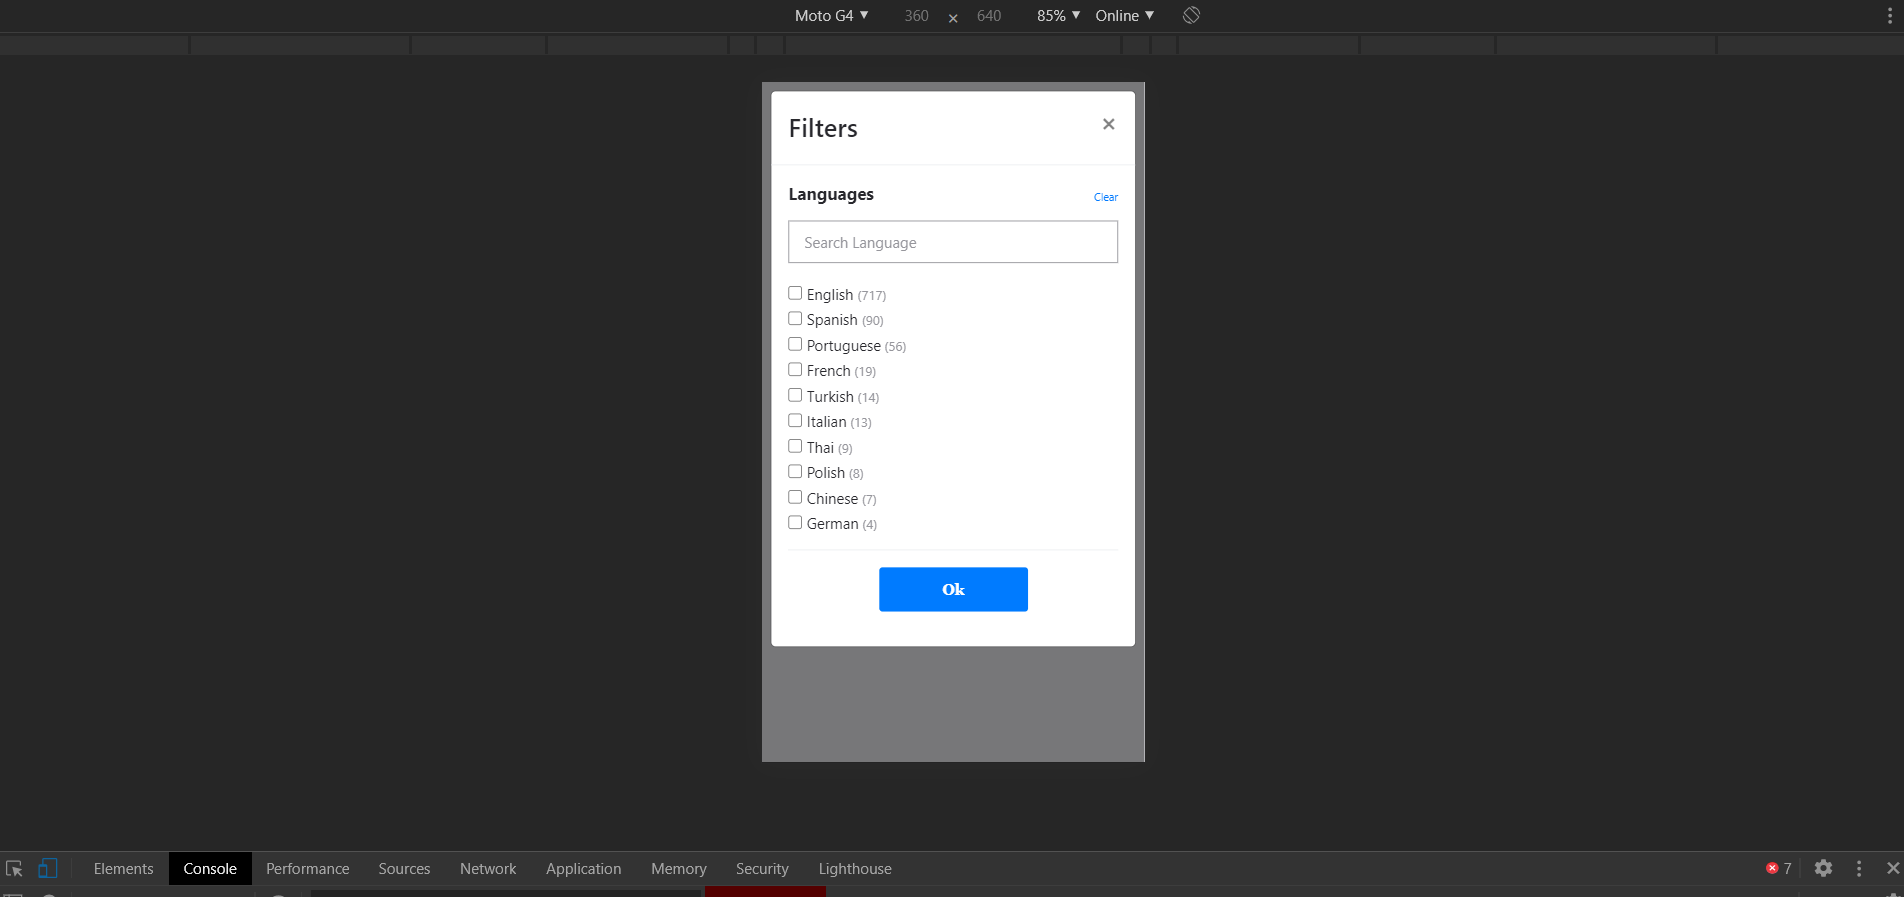 Moto G4 ▼ 360 × 640 85% ▼ Online ▼
Filters ×
Languages Clear
Search Language
English (717)
Spanish (90)
Portuguese (56)
French (19)
Turkish (14)
Italian (13)
Thai (9)
Polish (8)
Chinese (7)
German (4)
Ok
Elements Console Performance Sources Network Application Memory Security Lighthouse 7